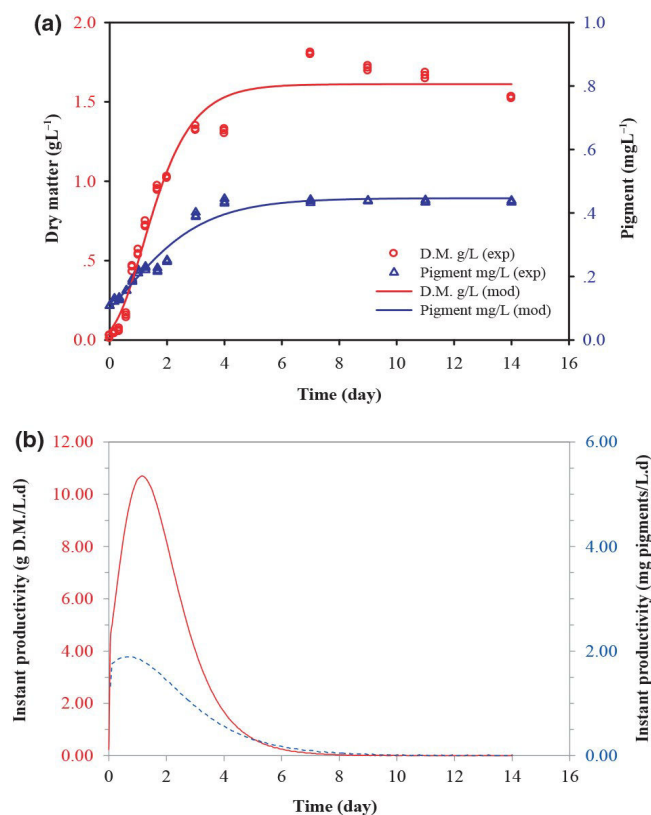 (a)
2.0
1.5
1.0
.5
0.0
Dry matter (gL⁻¹)
1.0
.8
.6
.4
.2
0.0
Pigment (mgL⁻¹)
D.M. g/L (exp)
Pigment mg/L (exp)
D.M. g/L (mod)
Pigment mg/L (mod)
0 2 4 6 8 10 12 14 16
Time (day)
(b)
12.00
10.00
8.00
6.00
4.00
2.00
0.00
Instant productivity (g D.M./L.d)
6.00
4.00
2.00
0.00
Instant productivity (mg pigments/L.d)
0 2 4 6 8 10 12 14 16
Time (day)